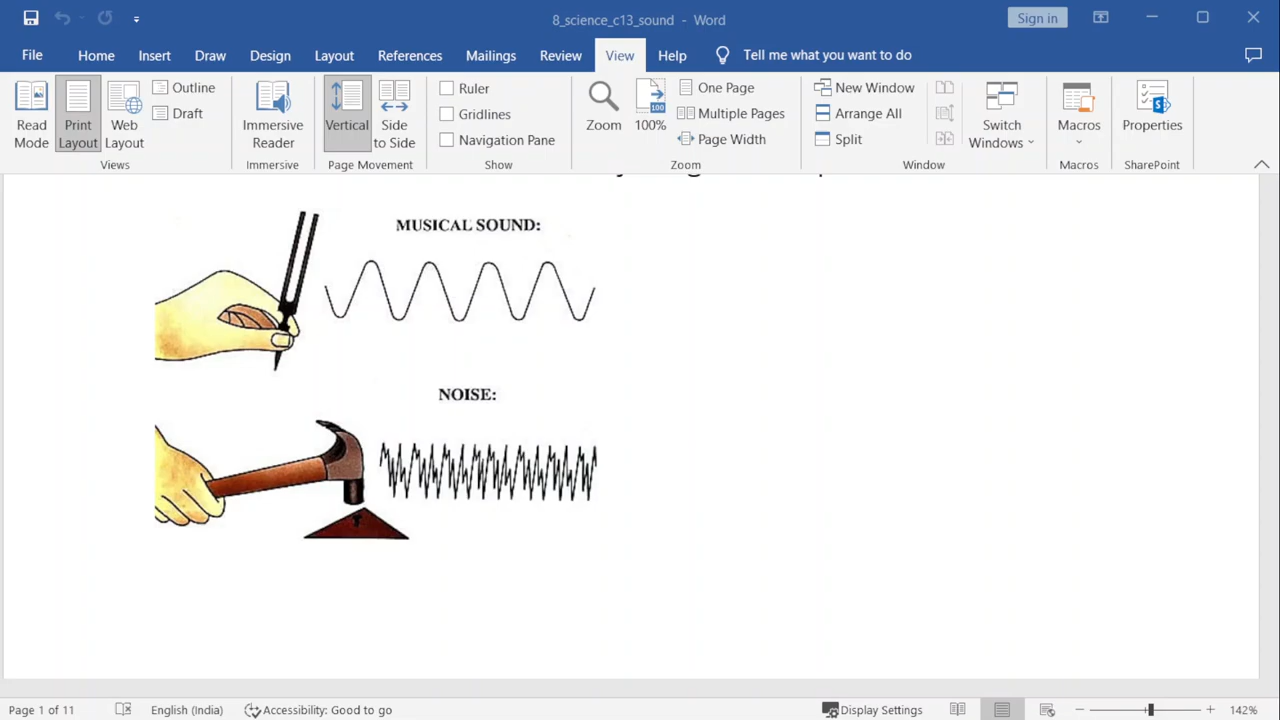 8_science_c13_sound - Word
Sign in
File Home Insert Draw Design Layout References Mailings Review View Help Tell me what you want to do
Read Mode
Print Layout
Web Layout
Outline
Draft
Views
Immersive Reader
Immersive
Vertical
Side to Side
Page Movement
Ruler
Gridlines
Navigation Pane
Show
Zoom
100
100%
One Page
Multiple Pages
Page Width
Zoom
New Window
Arrange All
Split
Switch Windows
Window
Macros
Macros
Properties
SharePoint
MUSICAL SOUND:
NOISE:
Page 1 of 11 English (India) Accessibility: Good to go Display Settings 142%